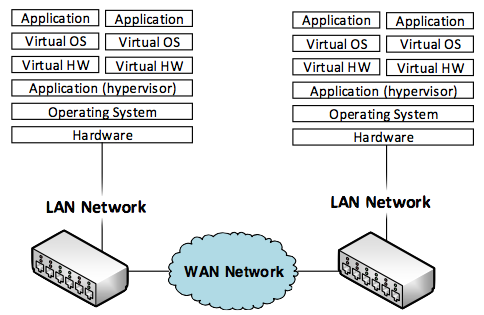 Application Application
Virtual OS Virtual OS
Virtual HW Virtual HW
Application (hypervisor)
Operating System
Hardware
LAN Network
Application Application
Virtual OS Virtual OS
Virtual HW Virtual HW
Application (hypervisor)
Operating System
Hardware
LAN Network
WAN Network